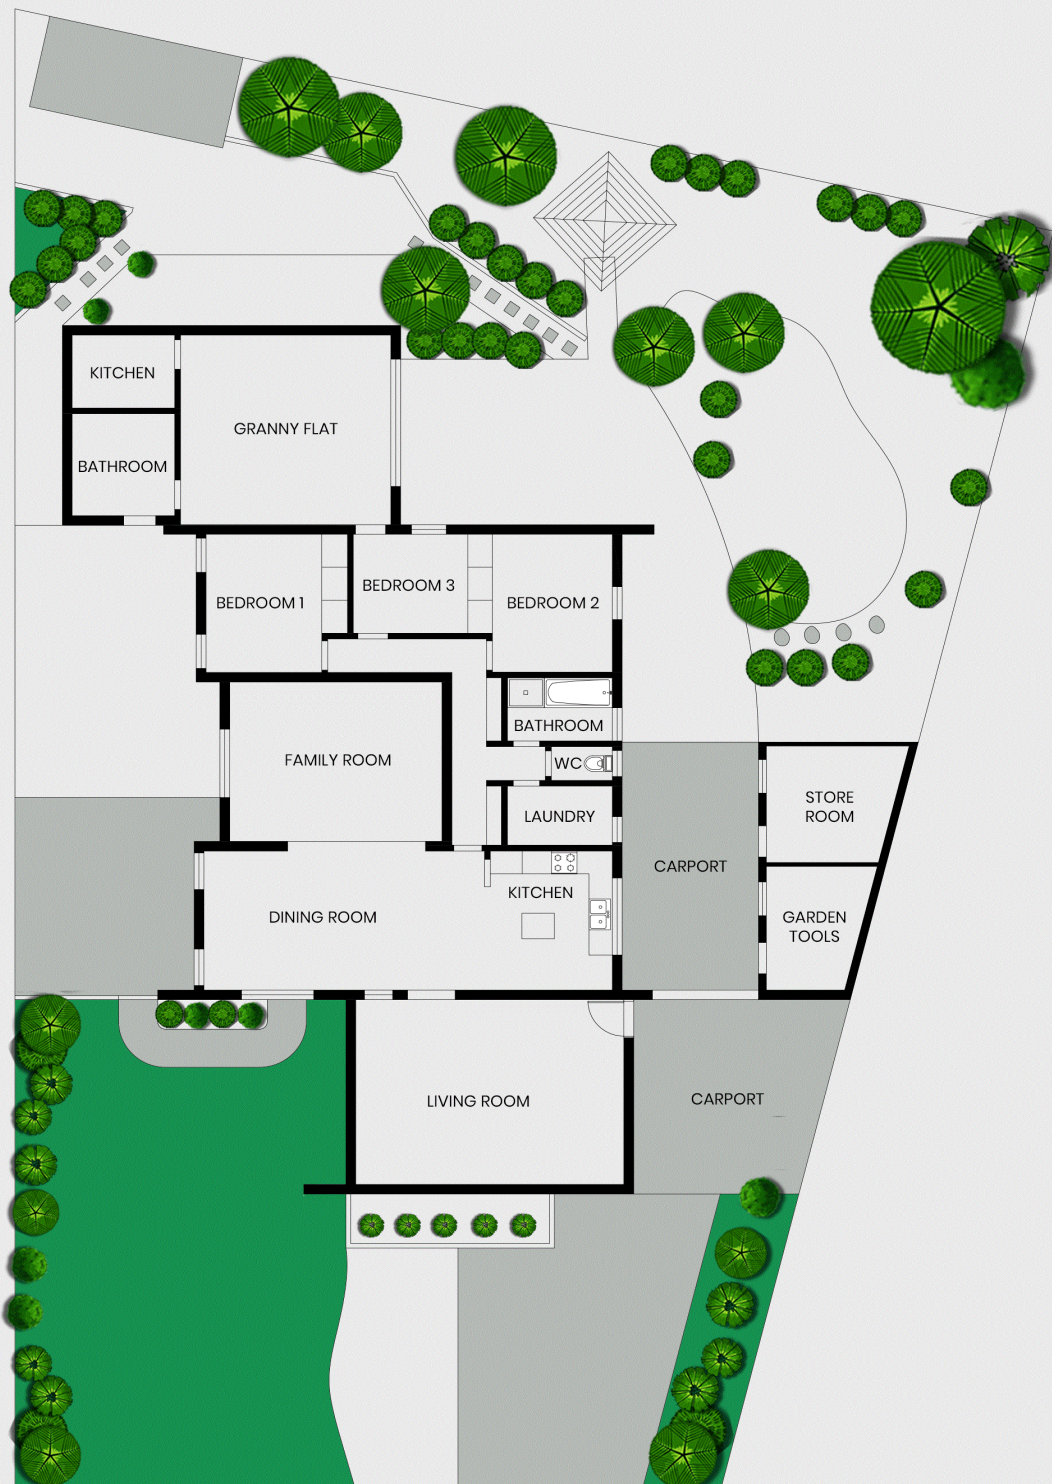 KITCHEN
GRANNY FLAT
BATHROOM
BEDROOM 1
BEDROOM 3
BEDROOM 2
BATHROOM
FAMILY ROOM
WC
LAUNDRY
STORE
ROOM
CARPORT
KITCHEN
DINING ROOM
GARDEN
TOOLS
LIVING ROOM
CARPORT